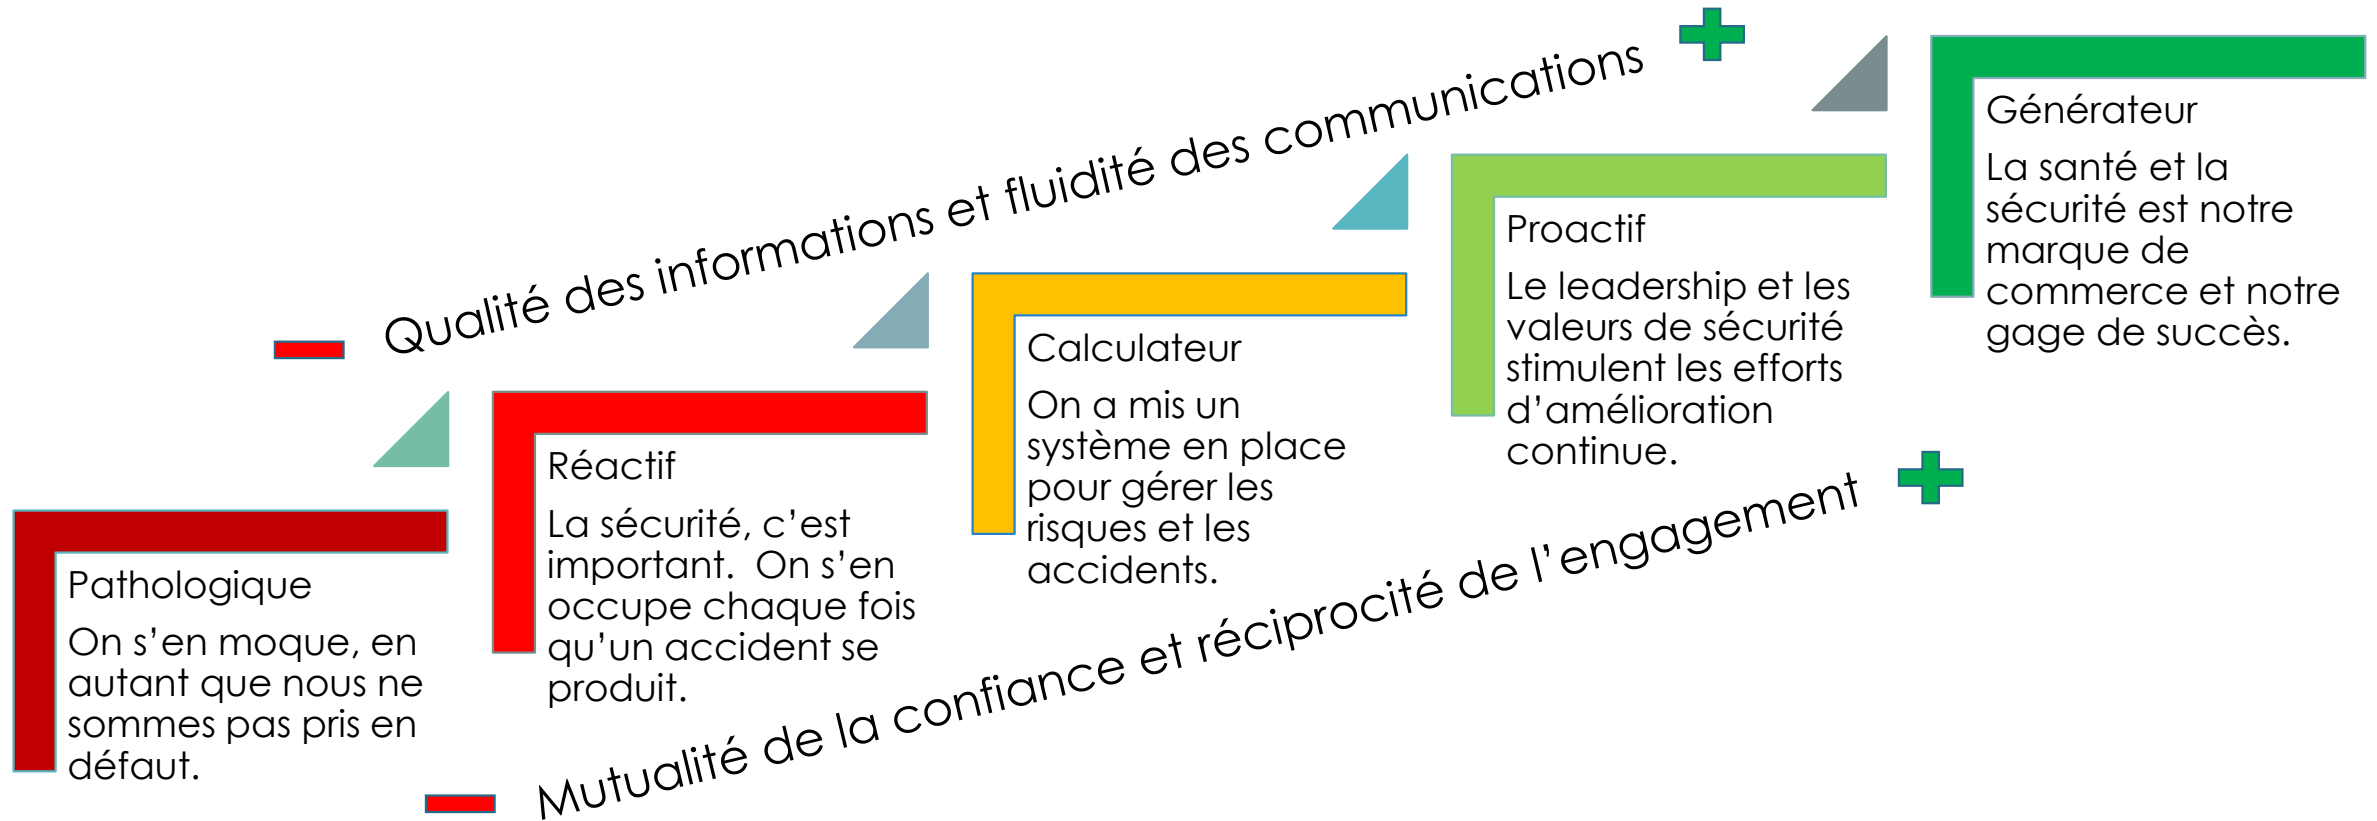 Qualité des informations et fluidité des communications
Pathologique
On s’en moque, en
autant que nous ne
sommes pas pris en
défaut.
Réactif
La sécurité, c’est
important.  On s’en
occupe chaque fois
qu’un accident se
produit.
Calculateur
On a mis un
système en place
pour gérer les
risques et les
accidents.
Proactif
Le leadership et les
valeurs de sécurité
stimulent les efforts
d’amélioration
continue.
Générateur
La santé et la
sécurité est notre
marque de
commerce et notre
gage de succès.
Mutualité de la confiance et réciprocité de l’engagement